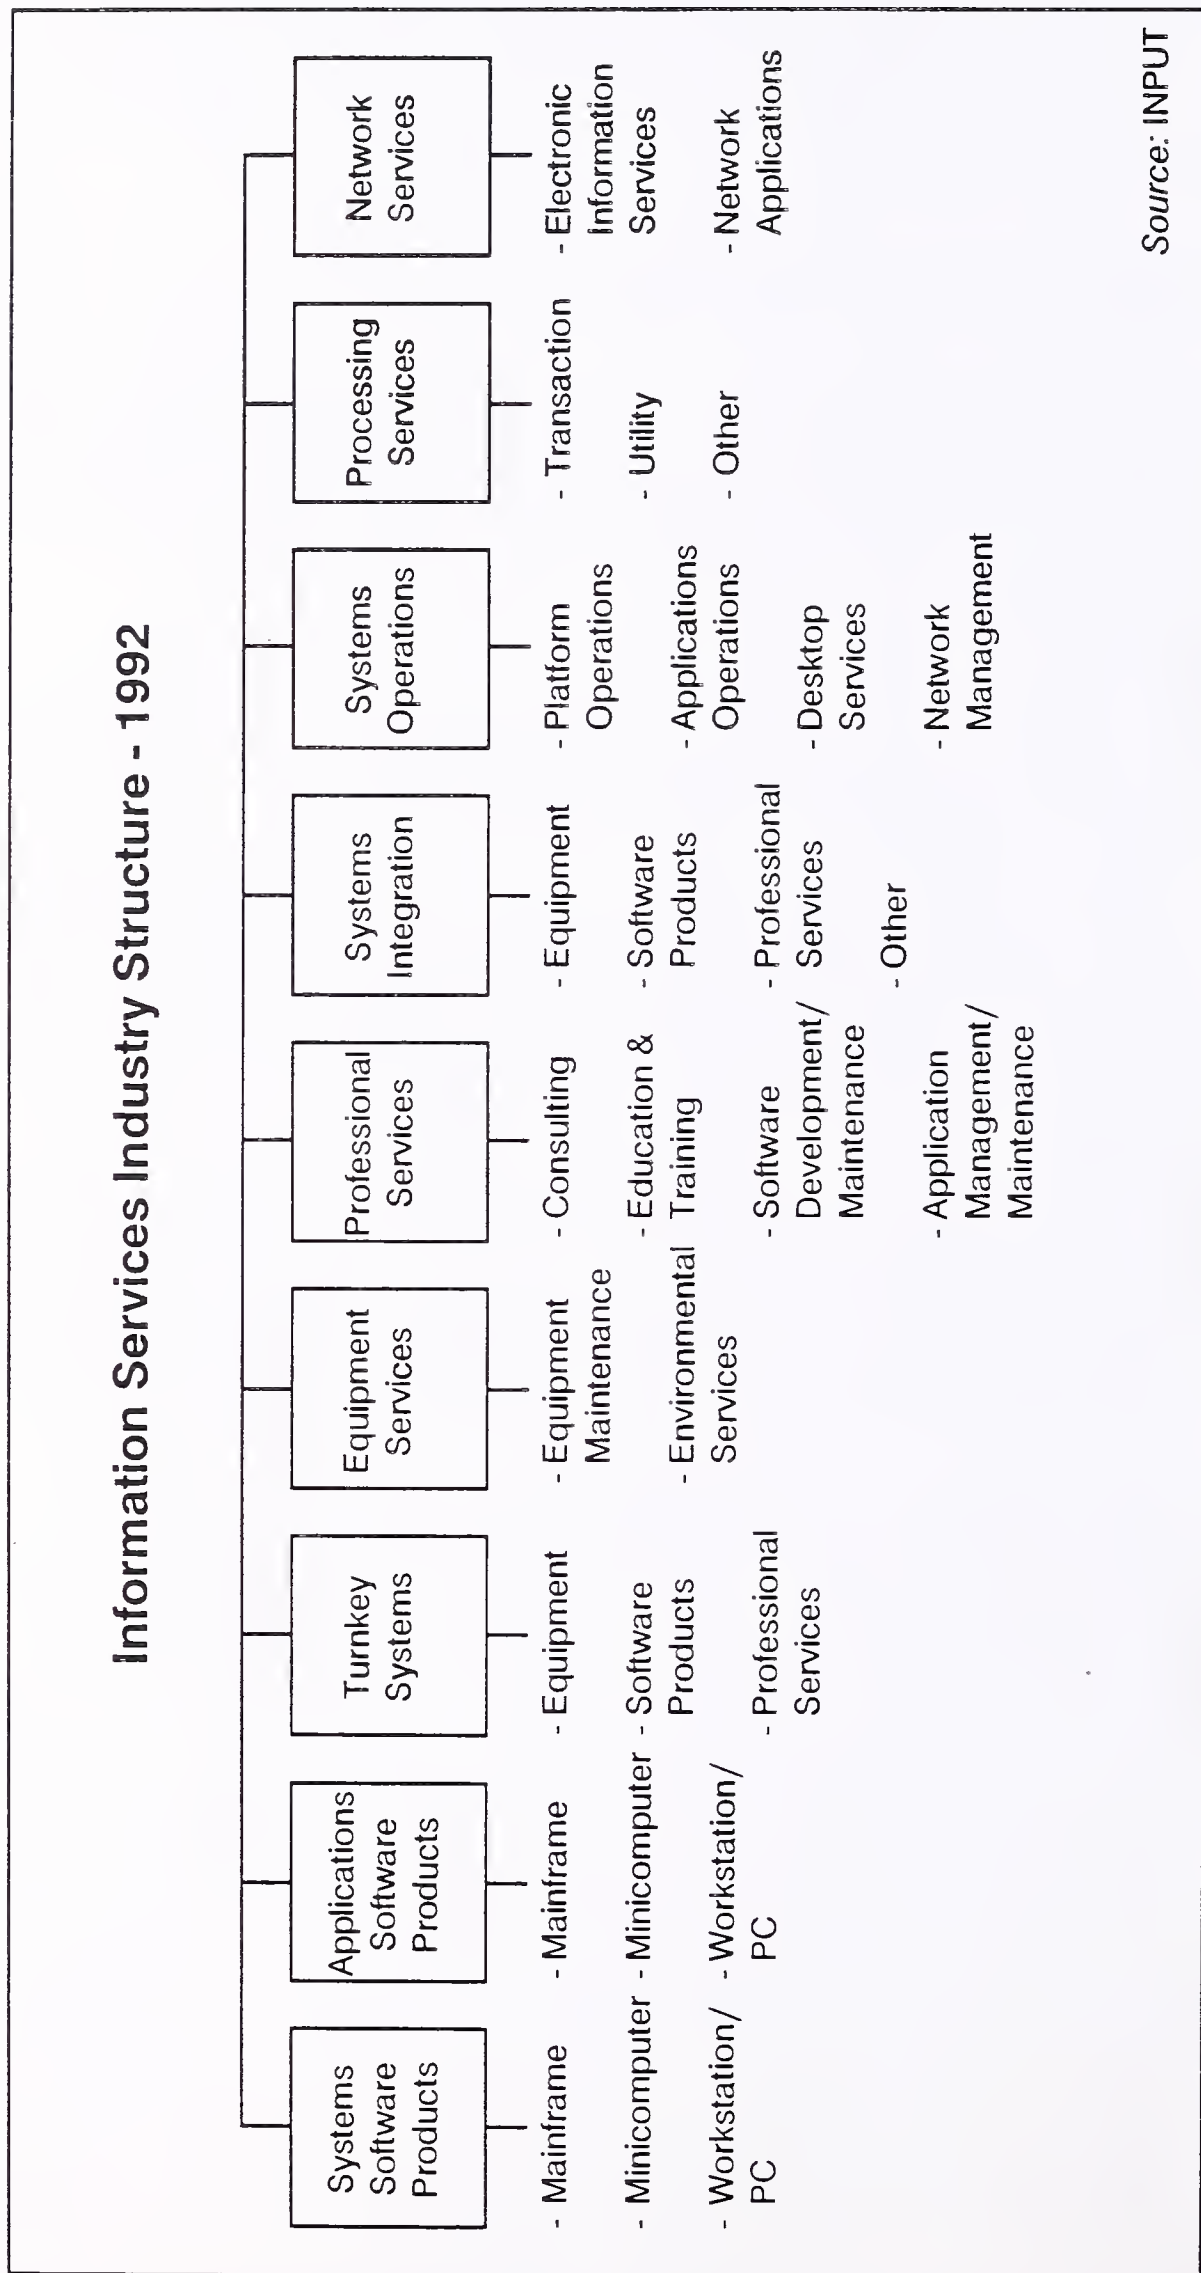 Information Services Industry Structure - 1992
Systems
Software
Products
- Mainframe
- Minicomputer
- Workstation/
PC
Applications
Software
Products
- Mainframe
- Minicomputer
- Workstation/
PC
Turnkey
Systems
- Equipment
- Software
Products
- Professional
Services
Equipment
Services
- Equipment
Maintenance
- Environmental
Services
Professional
Services
- Consulting
- Education &
Training
- Software
Development/
Maintenance
- Application
Management/
Maintenance
Systems
Integration
- Equipment
- Software
Products
- Professional
Services
- Other
Systems
Operations
- Platform
Operations
- Applications
Operations
- Desktop
Services
- Network
Management
Processing
Services
- Transaction
- Utility
- Other
Network
Services
- Electronic
Information
Services
- Network
Applications
Source: INPUT